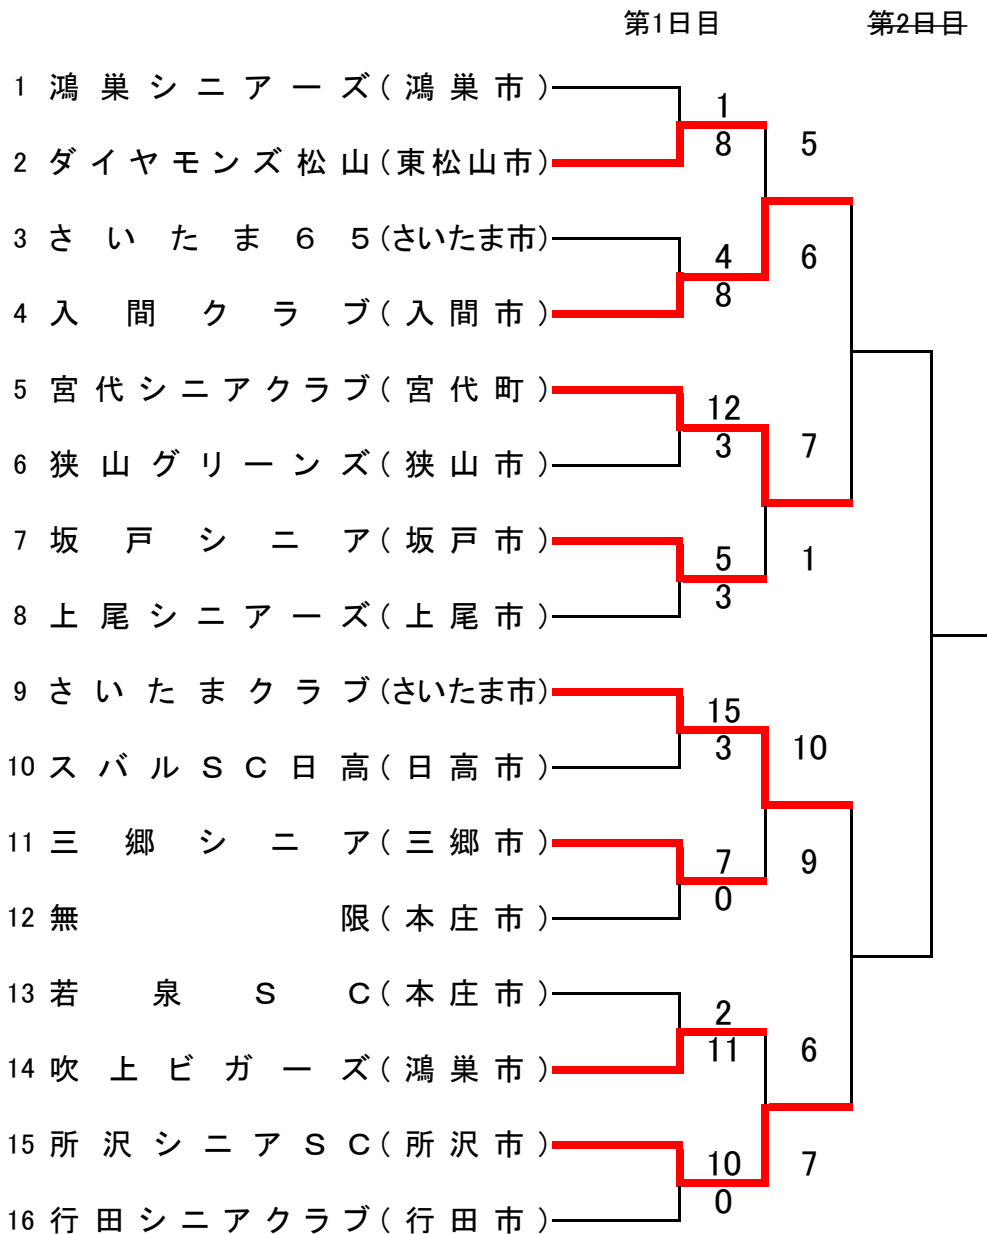 第1日目 第2日目
1 鴻巣シニアーズ(鴻巣市)
1
8 5
2 ダイヤモンズ松山(東松山市)
3 さいたま６５(さいたま市)
4 6
8
4 入間クラブ(入間市)
5 宮代シニアクラブ(宮代町)
12
3 7
6 狭山グリーンズ(狭山市)
7 坂戸シニア(坂戸市)
5 1
3
8 上尾シニアーズ(上尾市)
9 さいたまクラブ(さいたま市)
15
3 10
10 スバルＳＣ日高(日高市)
11 三郷シニア(三郷市)
7 9
0
12 無限(本庄市)
13 若泉ＳＣ(本庄市)
2
11 6
14 吹上ビガーズ(鴻巣市)
15 所沢シニアＳＣ(所沢市)
10 7
0
16 行田シニアクラブ(行田市)